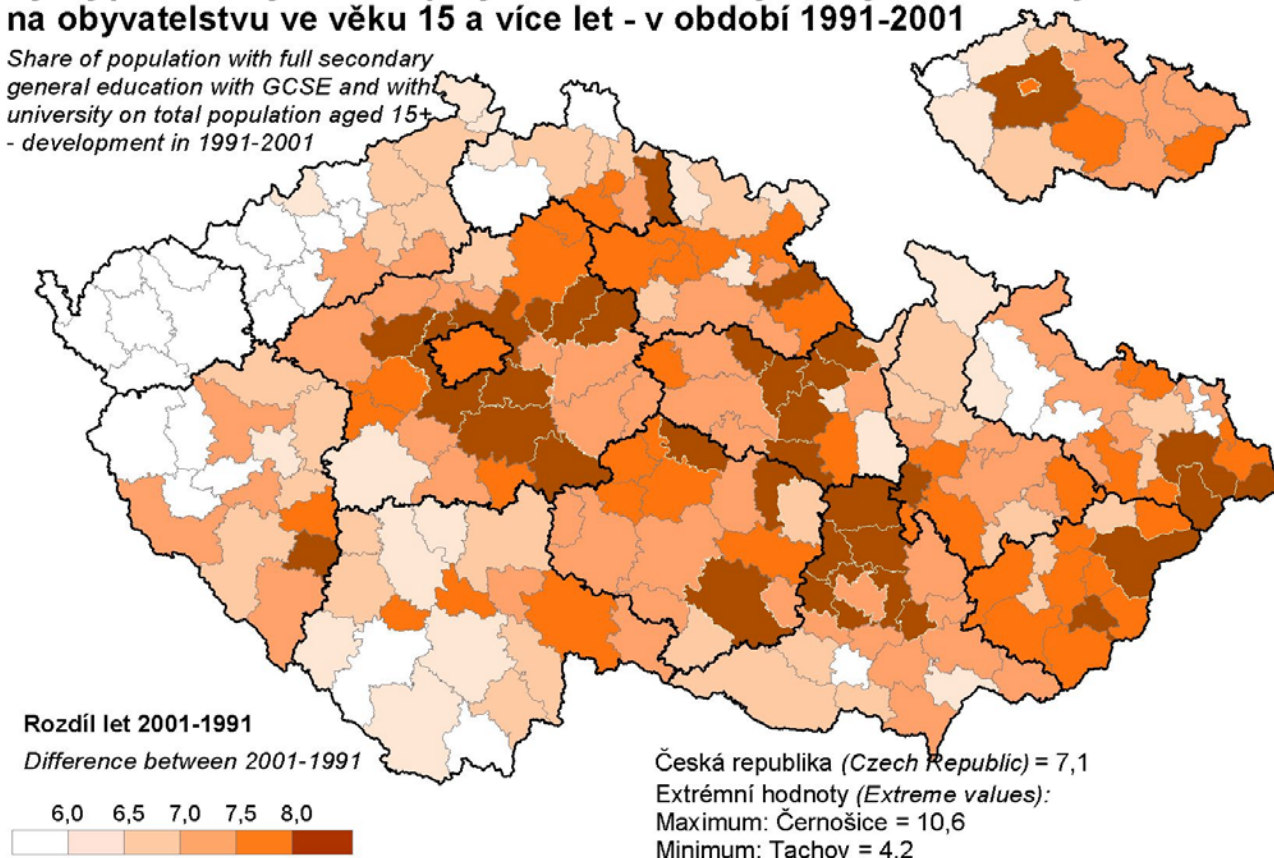 na obyvatelstvu ve věku 15 a více let - v období 1991-2001
Share of population with full secondary
general education with GCSE and with
university on total population aged 15+
- development in 1991-2001
Rozdíl let 2001-1991
Difference between 2001-1991
6,0 6,5 7,0 7,5 8,0
Česká republika (Czech Republic) = 7,1
Extrémní hodnoty (Extreme values):
Maximum: Černošice = 10,6
Minimum: Tachov = 4,2